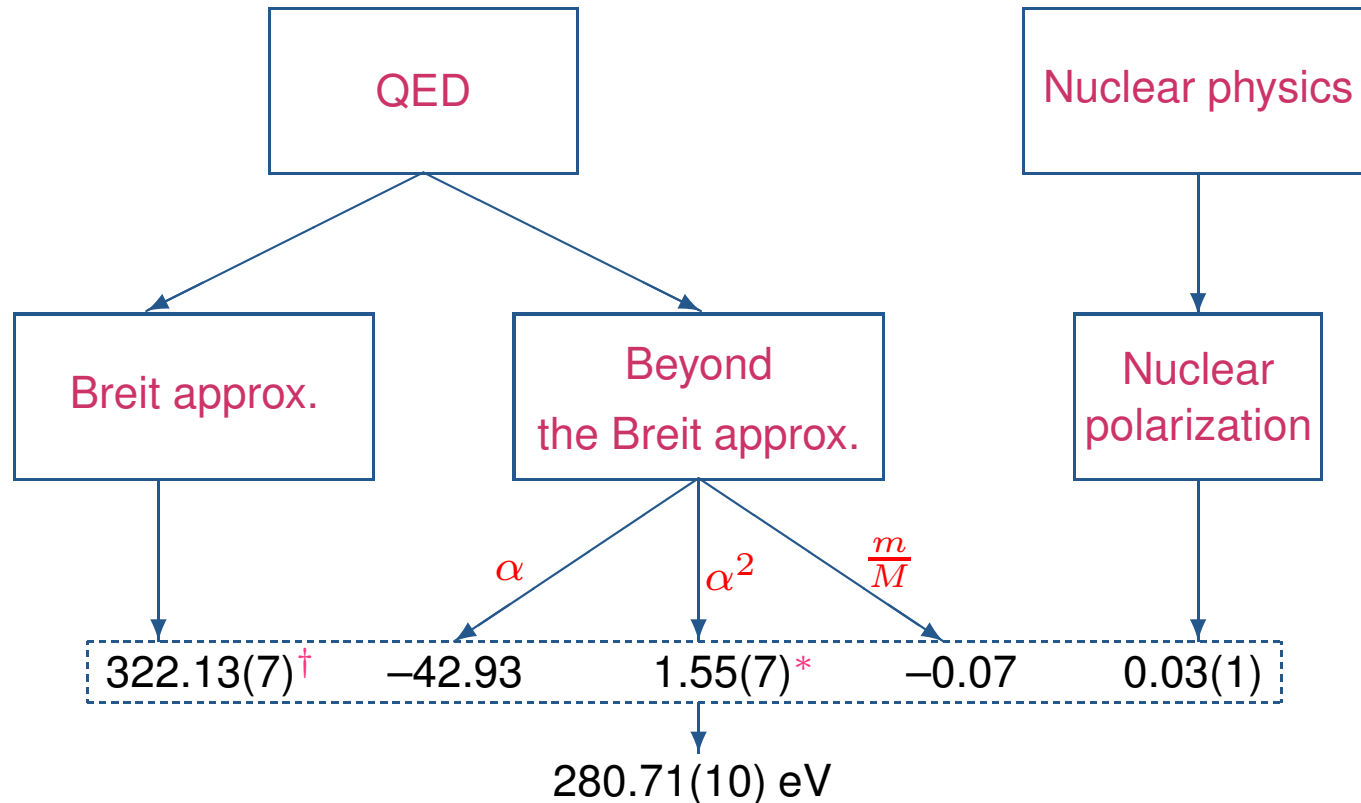 QED
Nuclear physics
Breit approx.
Beyond
the Breit approx.
Nuclear
polarization
α
α²
m/M
322.13(7)† –42.93 1.55(7)* –0.07 0.03(1)
280.71(10) eV